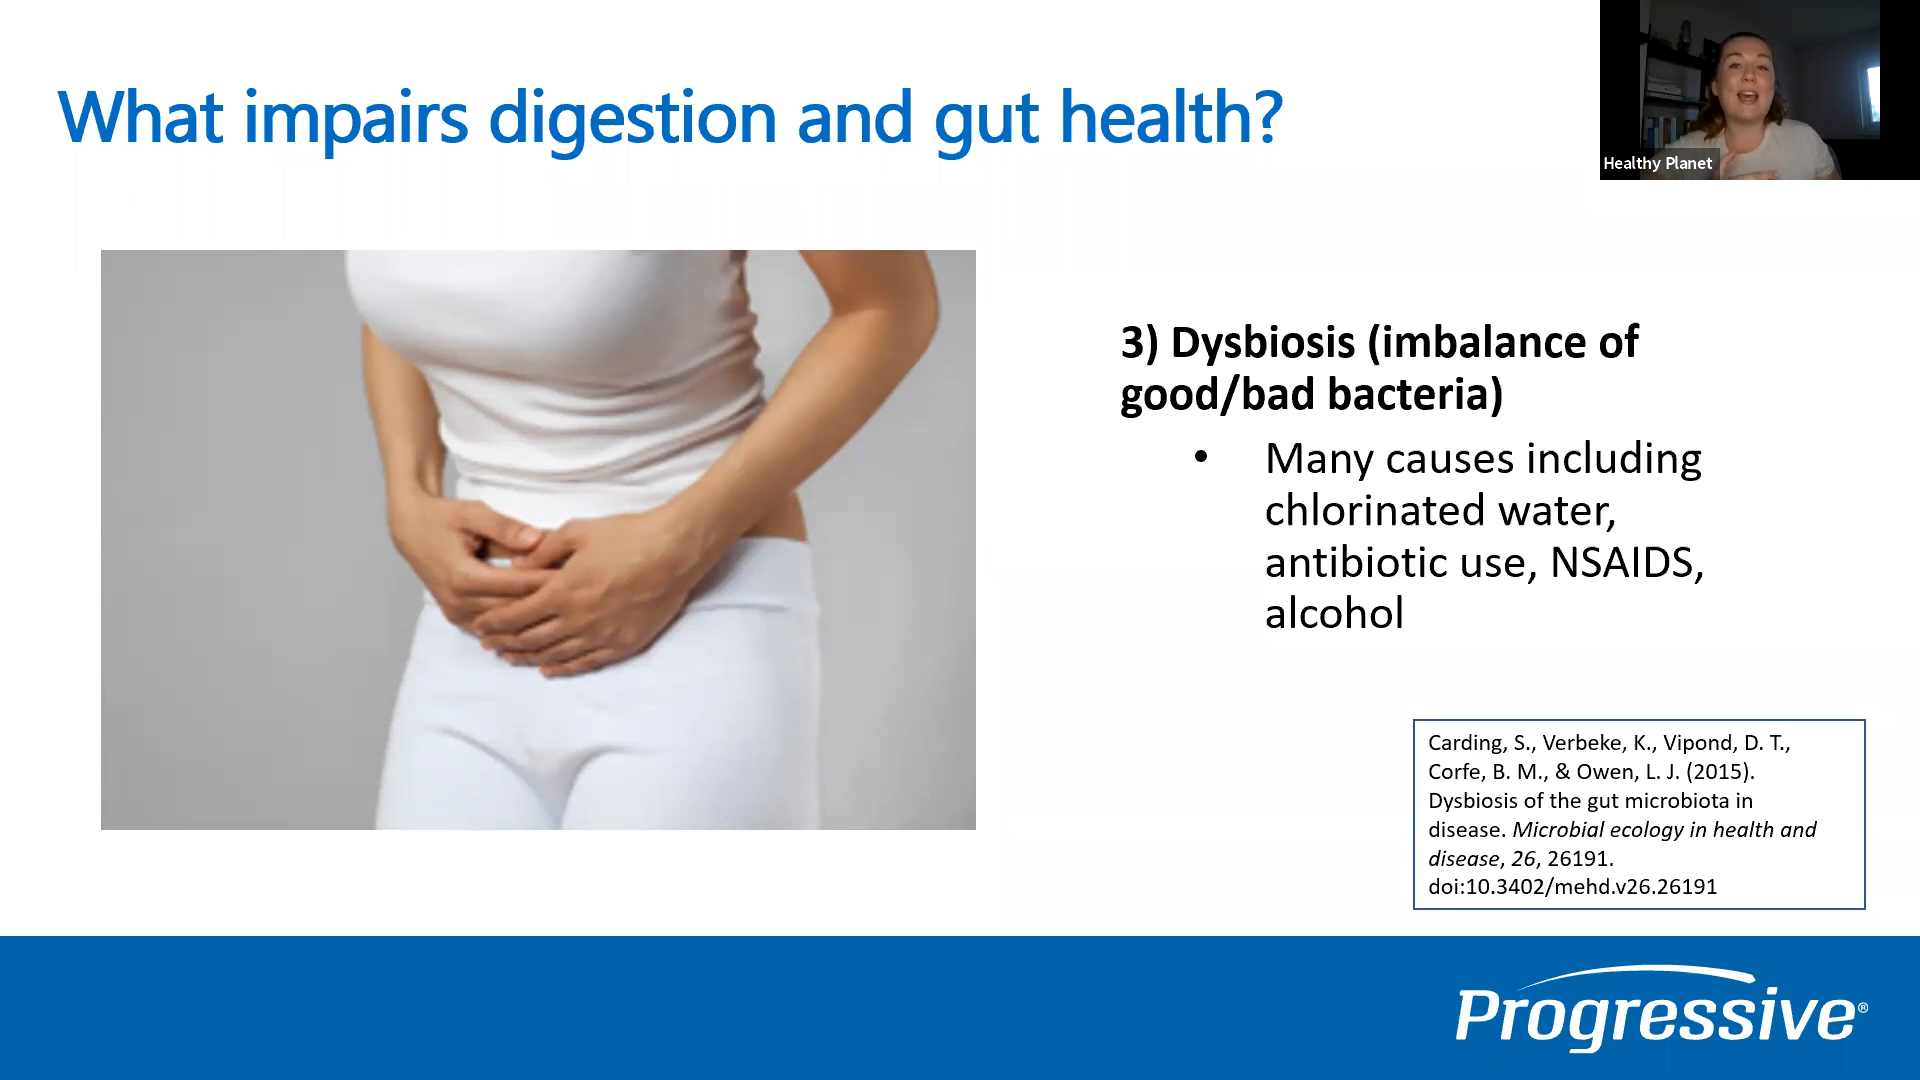 What impairs digestion and gut health?
Healthy Planet
3) Dysbiosis (imbalance of
good/bad bacteria)
• Many causes including
chlorinated water,
antibiotic use, NSAIDS,
alcohol
Carding, S., Verbeke, K., Vipond, D. T.,
Corfe, B. M., & Owen, L. J. (2015).
Dysbiosis of the gut microbiota in
disease. Microbial ecology in health and
disease, 26, 26191.
doi:10.3402/mehd.v26.26191
Progressive®